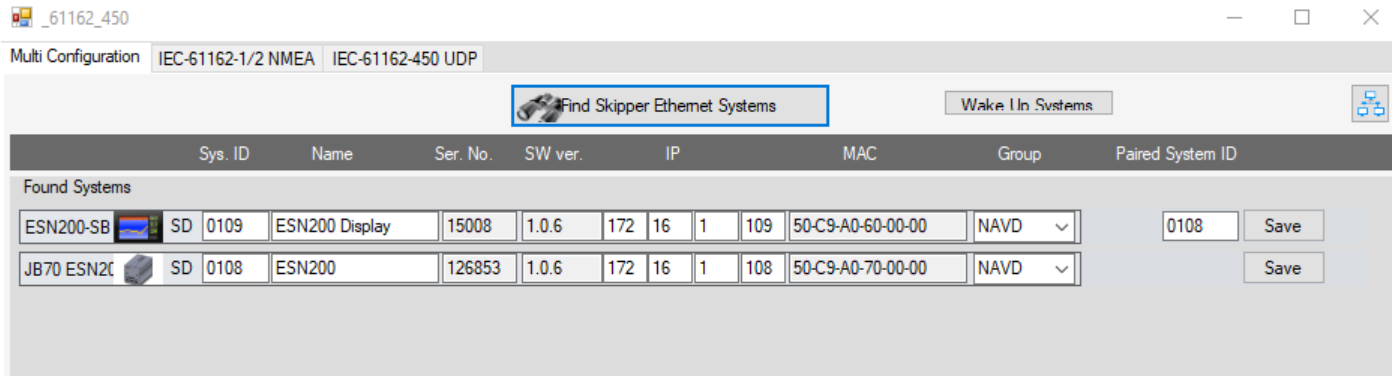 _61162_450
Multi Configuration IEC-61162-1/2 NMEA IEC-61162-450 UDP
Find Skipper Ethernet Systems Wake Up Systems
Sys. ID Name Ser. No. SW ver. IP MAC Group Paired System ID
Found Systems
ESN200-SB SD 0109 ESN200 Display 15008 1.0.6 172 16 1 109 50-C9-A0-60-00-00 NAVD 0108 Save
JB70 ESN20 SD 0108 ESN200 126853 1.0.6 172 16 1 108 50-C9-A0-70-00-00 NAVD Save